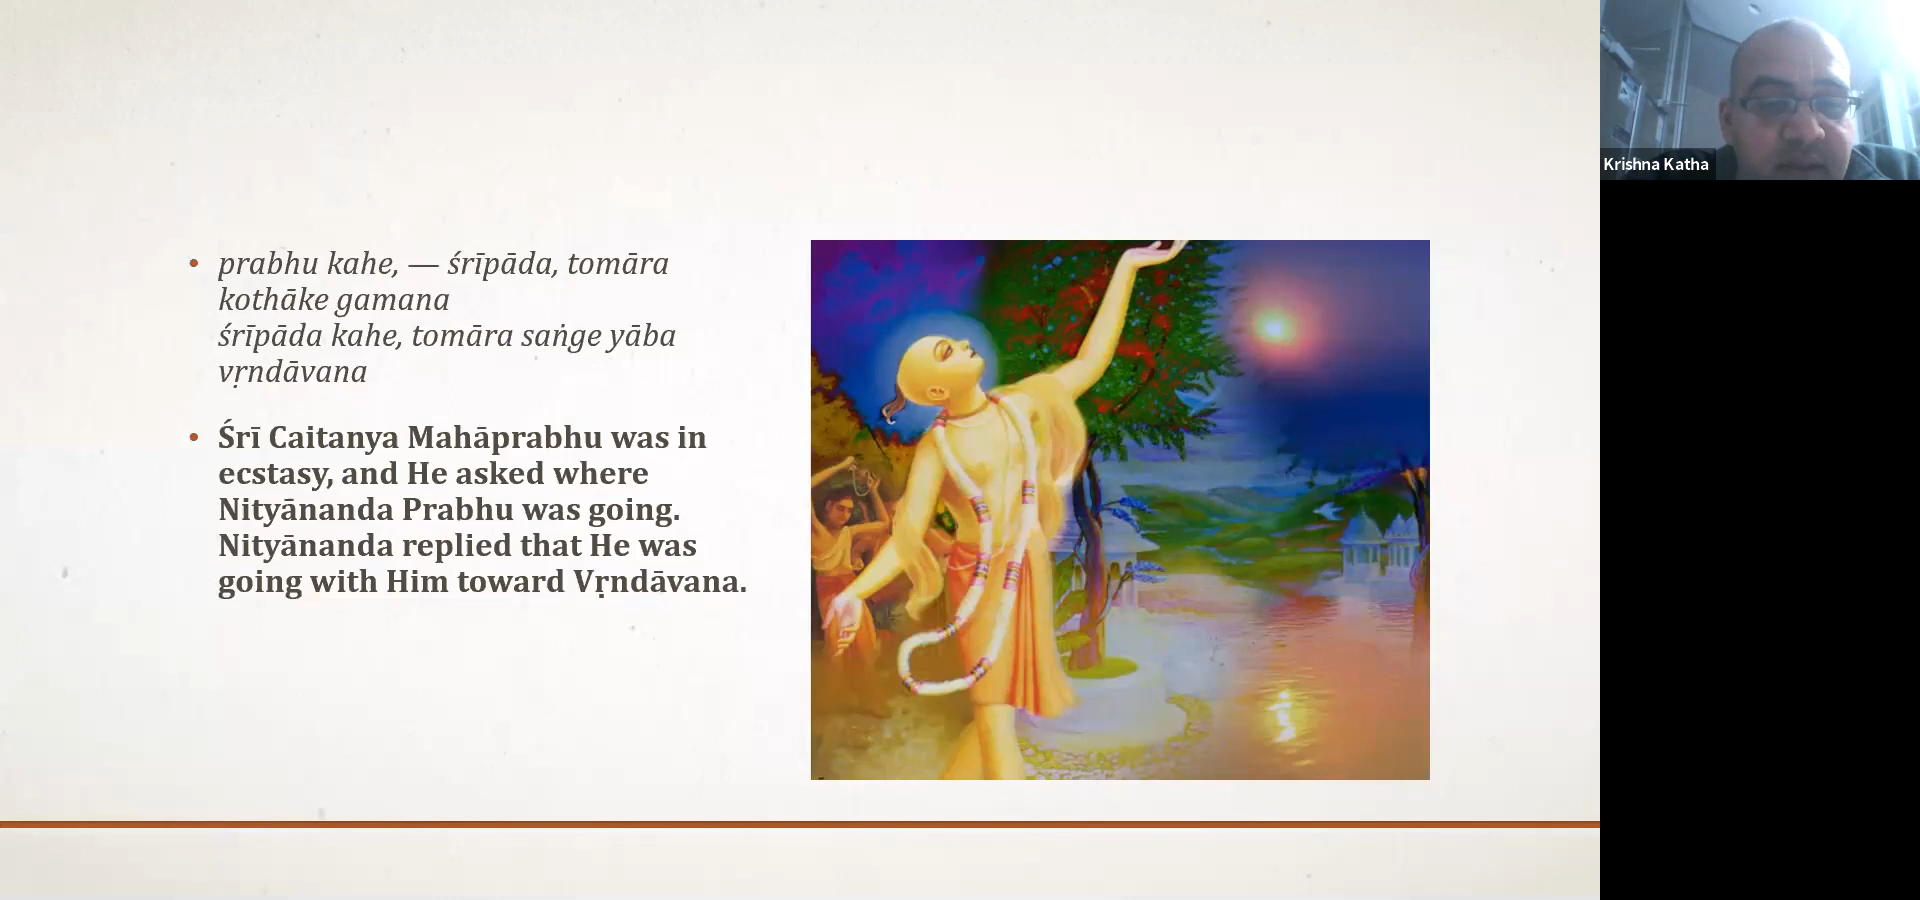 prabhu kahe, — śrīpāda, tomāra
kothāke gamana
śrīpāda kahe, tomāra saṅge yāba
vṛndāvana
Śrī Caitanya Mahāprabhu was in
ecstasy, and He asked where
Nityānanda Prabhu was going.
Nityānanda replied that He was
going with Him toward Vṛndāvana.
Krishna Katha